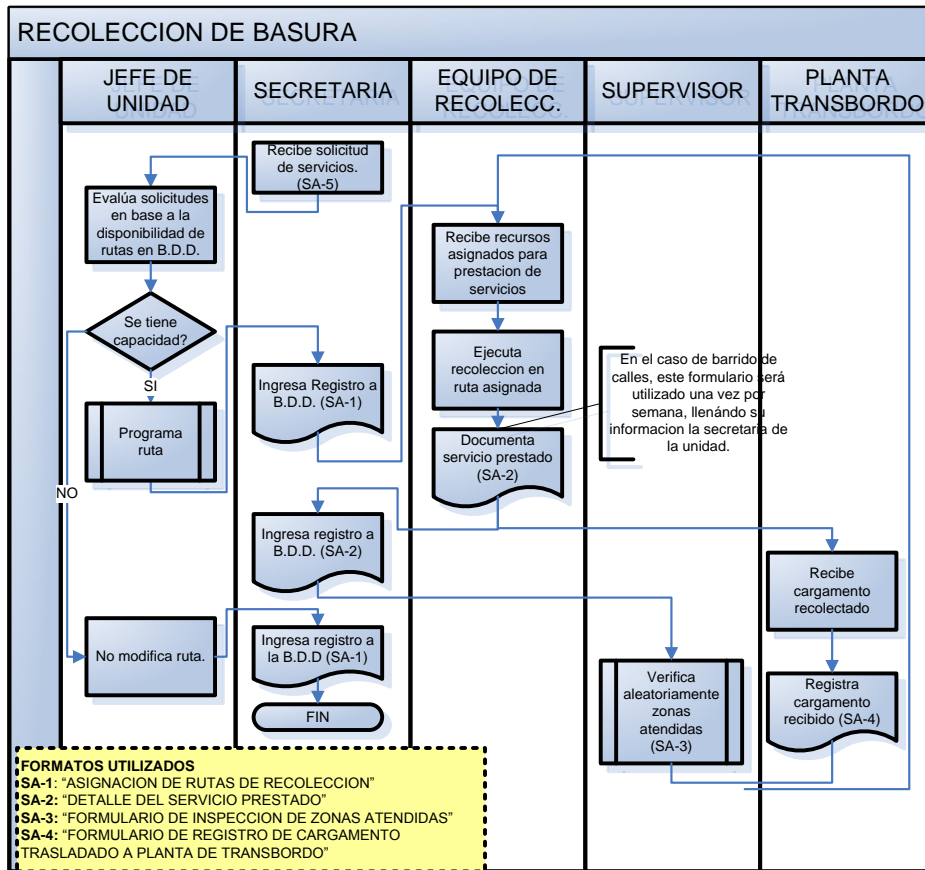 RECOLECCION DE BASURA
JEFE DE
UNIDAD
SECRETARIA
EQUIPO DE
RECOLECC.
SUPERVISOR
PLANTA
TRANSBORDO
Recibe solicitud
de servicios.
(SA-5)
Evalúa solicitudes
en base a la
disponibilidad de
rutas en B.D.D.
Recibe recursos
asignados para
prestacion de
servicios
Se tiene
capacidad?
SI
NO
Programa
ruta
Ingresa Registro a
B.D.D. (SA-1)
Ejecuta
recoleccion en
ruta asignada
En el caso de barrido de
calles, este formulario será
utilizado una vez por
semana, llenándo su
informacion la secretaria de
la unidad.
Documenta
servicio prestado
(SA-2)
Ingresa registro a
B.D.D. (SA-2)
Recibe
cargamento
recolectado
No modifica ruta.
Ingresa registro a
la B.D.D (SA-1)
FIN
Verifica
aleatoriamente
zonas
atendidas
(SA-3)
Registra
cargamento
recibido (SA-4)
FORMATOS UTILIZADOS
SA-1: “ASIGNACION DE RUTAS DE RECOLECCION”
SA-2: “DETALLE DEL SERVICIO PRESTADO”
SA-3: “FORMULARIO DE INSPECCION DE ZONAS ATENDIDAS”
SA-4: “FORMULARIO DE REGISTRO DE CARGAMENTO
TRASLADADO A PLANTA DE TRANSBORDO”